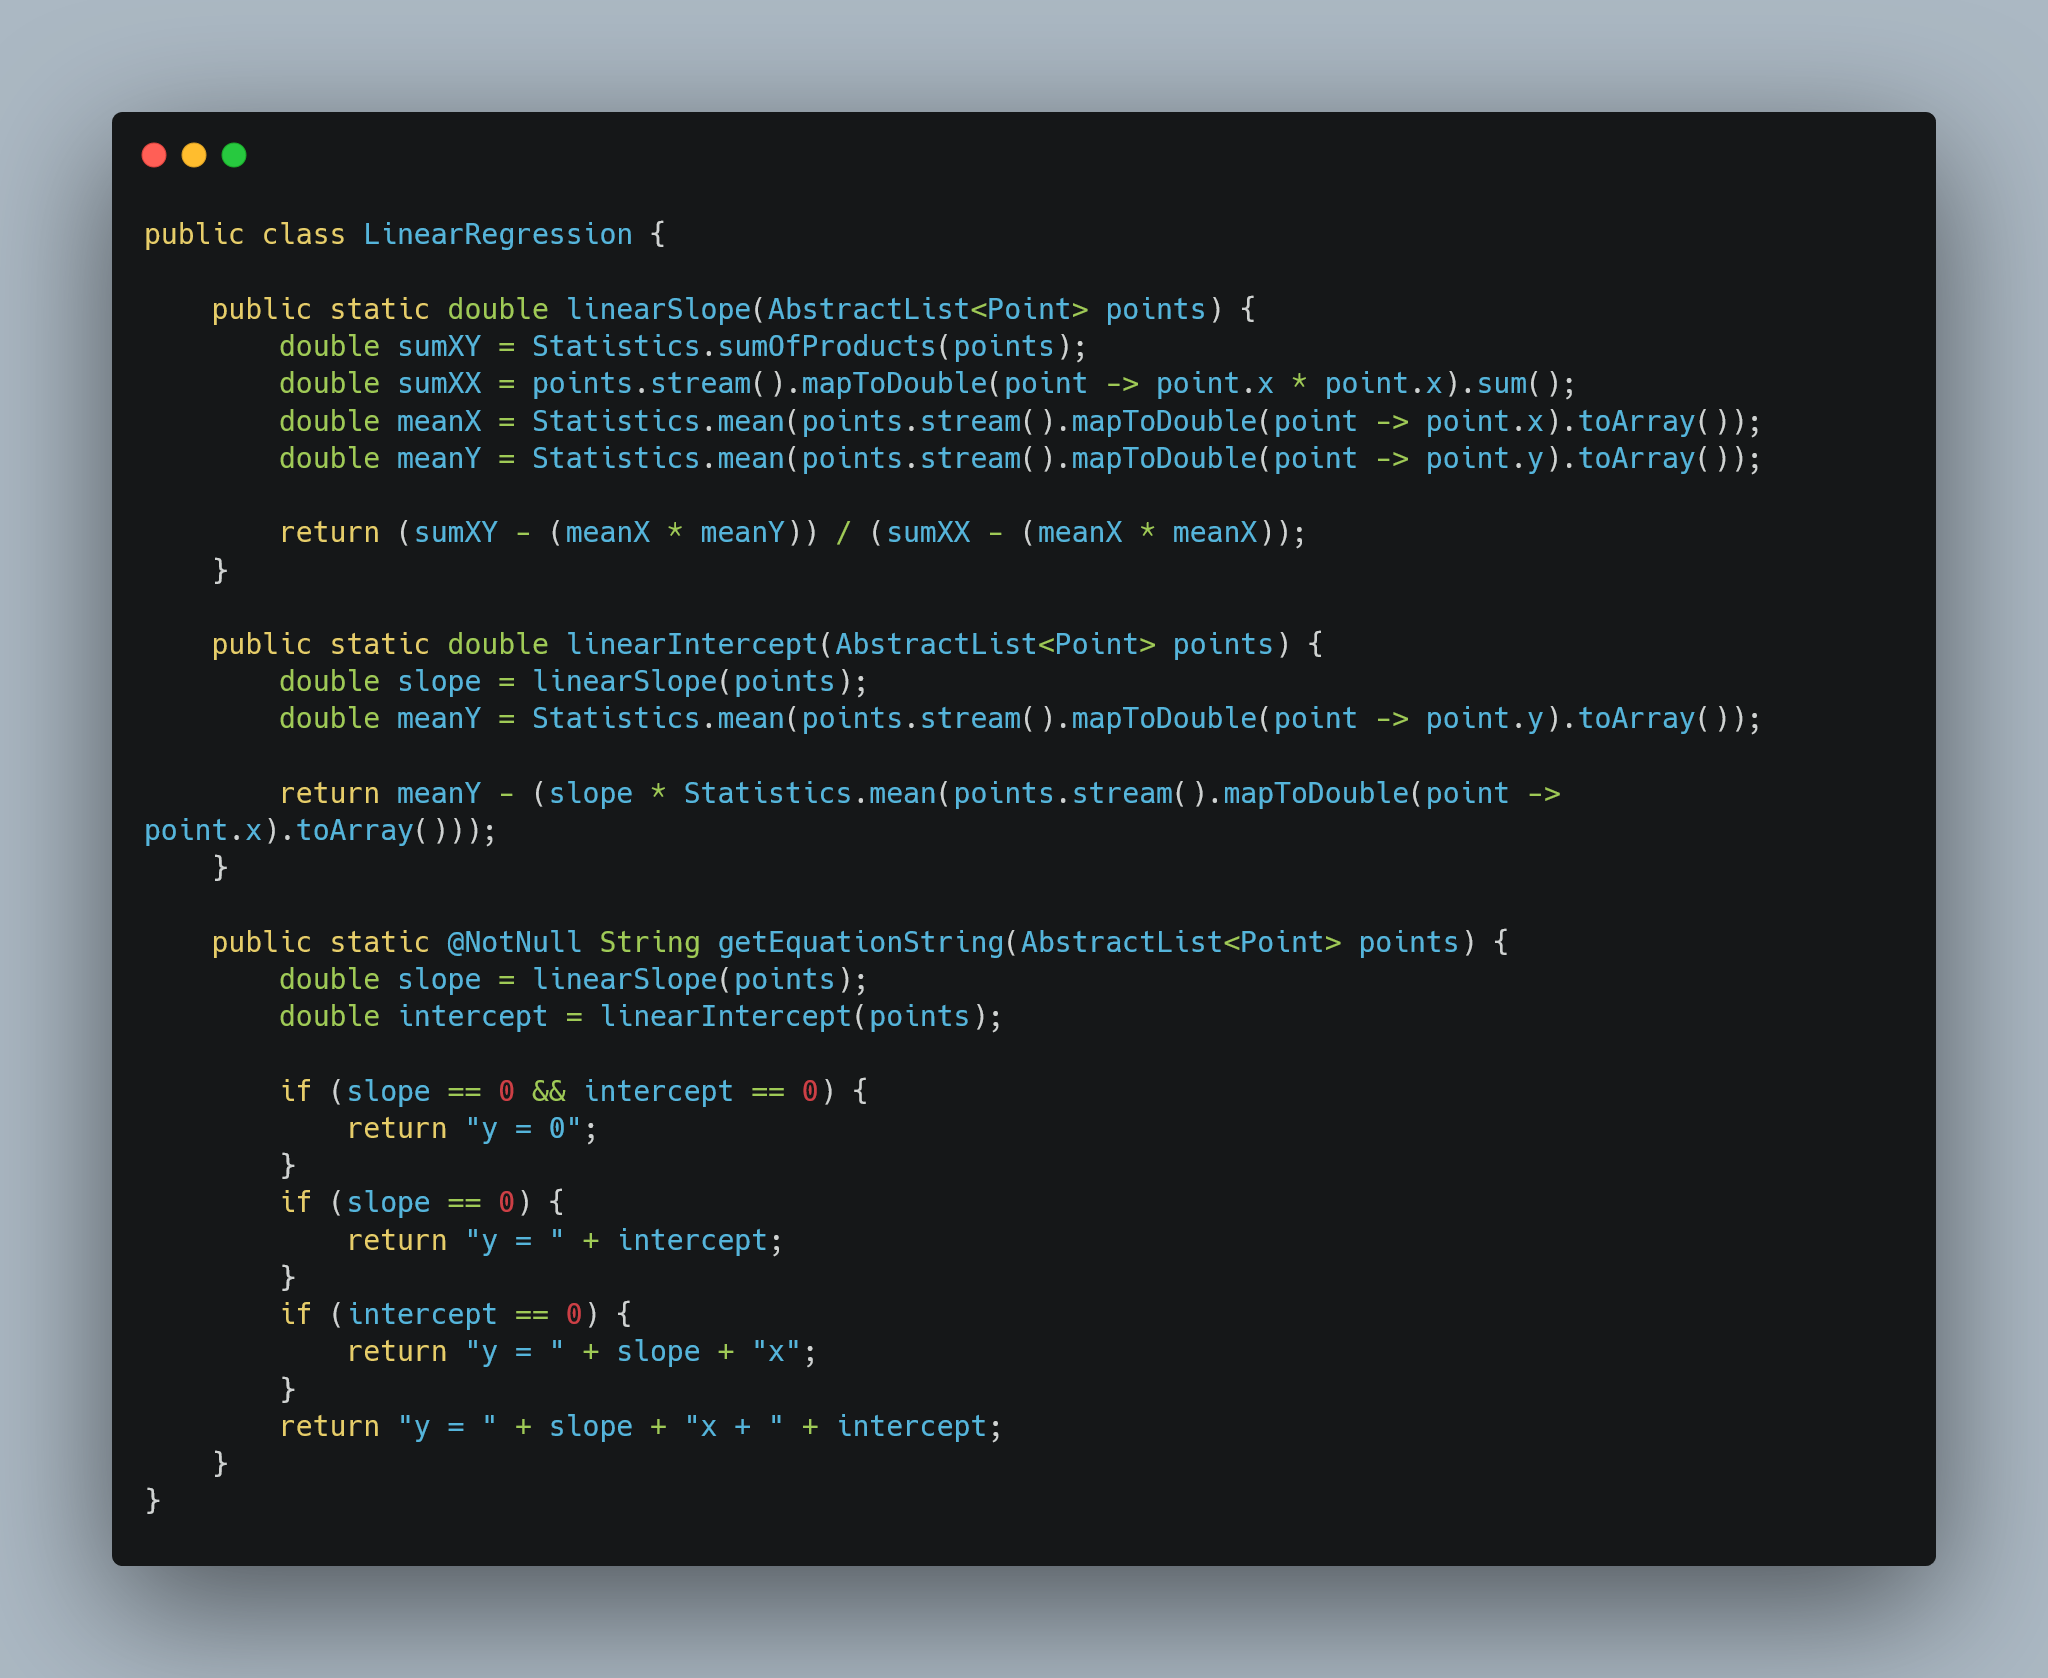 public class LinearRegression {

    public static double linearSlope(AbstractList<Point> points) {
        double sumXY = Statistics.sumOfProducts(points);
        double sumXX = points.stream().mapToDouble(point -> point.x * point.x).sum();
        double meanX = Statistics.mean(points.stream().mapToDouble(point -> point.x).toArray());
        double meanY = Statistics.mean(points.stream().mapToDouble(point -> point.y).toArray());

        return (sumXY - (meanX * meanY)) / (sumXX - (meanX * meanX));
    }

    public static double linearIntercept(AbstractList<Point> points) {
        double slope = linearSlope(points);
        double meanY = Statistics.mean(points.stream().mapToDouble(point -> point.y).toArray());

        return meanY - (slope * Statistics.mean(points.stream().mapToDouble(point ->
point.x).toArray()));
    }

    public static @NotNull String getEquationString(AbstractList<Point> points) {
        double slope = linearSlope(points);
        double intercept = linearIntercept(points);

        if (slope == 0 && intercept == 0) {
            return "y = 0";
        }
        if (slope == 0) {
            return "y = " + intercept;
        }
        if (intercept == 0) {
            return "y = " + slope + "x";
        }
        return "y = " + slope + "x + " + intercept;
    }
}